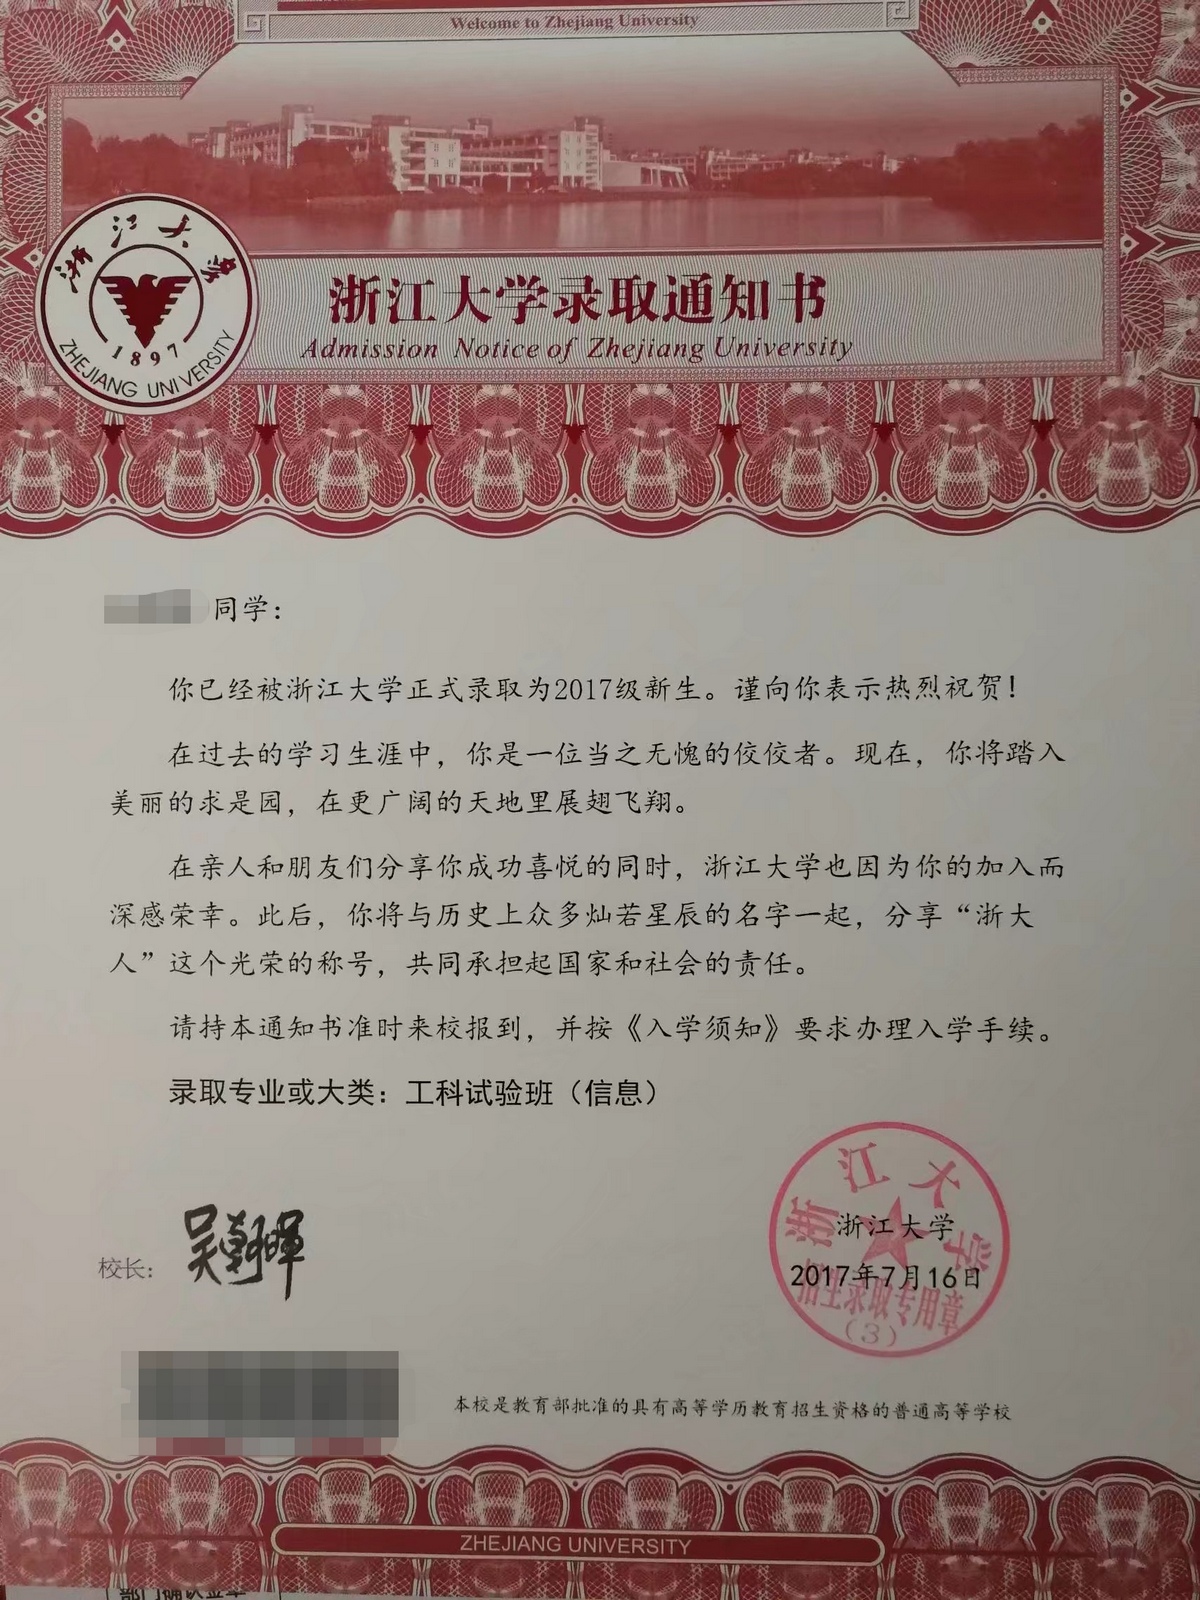 Welcome to Zhejiang University
浙江大学
1897
ZHEJIANG UNIVERSITY
浙江大学录取通知书
Admission Notice of Zhejiang University
同学：
你已经被浙江大学正式录取为2017级新生。谨向你表示热烈祝贺！
在过去的学习生涯中，你是一位当之无愧的佼佼者。现在，你将踏入
美丽的求是园，在更广阔的天地里展翅飞翔。
在亲人和朋友们分享你成功喜悦的同时，浙江大学也因为你的加入而
深感荣幸。此后，你将与历史上众多灿若星辰的名字一起，分享“浙大
人”这个光荣的称号，共同承担起国家和社会的责任。
请持本通知书准时来校报到，并按《入学须知》要求办理入学手续。
录取专业或大类：工科试验班（信息）
校长：吴朝晖
浙江大学
浙江大学
2017年7月16日
招生录取专用章
（3）
本校是教育部批准的具有高等学历教育招生资格的普通高等学校
ZHEJIANG UNIVERSITY